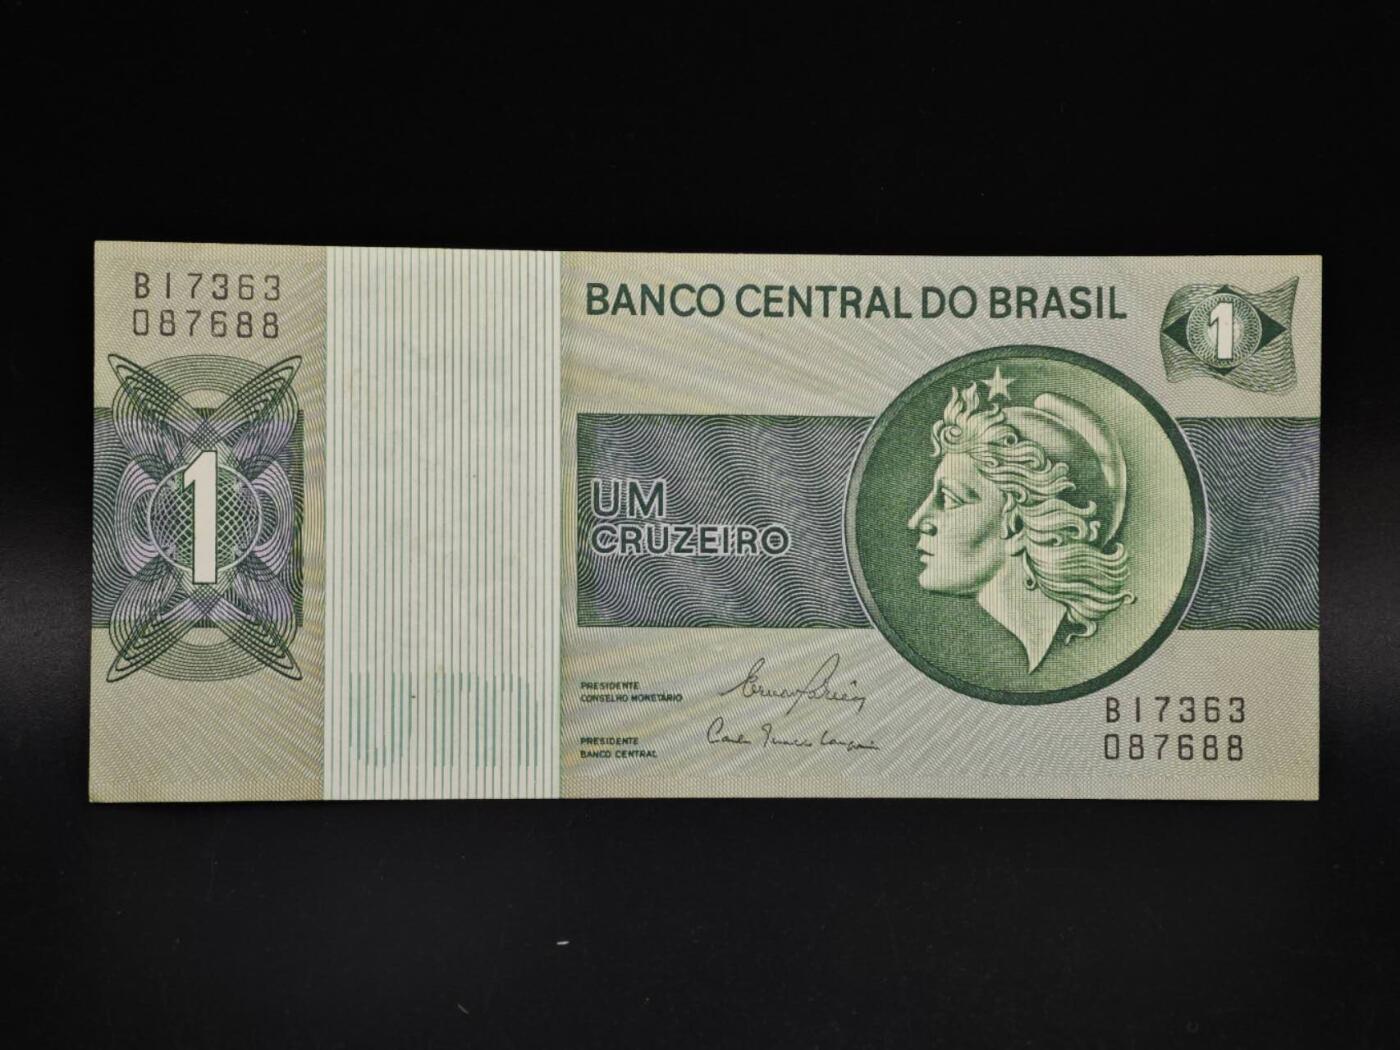 B17363
087688
BANCO CENTRAL DO BRASIL
1
1
UM
CRUZEIRO
PRESIDENTE
CONSELHO MONETÁRIO
PRESIDENTE
BANCO CENTRAL
B17363
087688